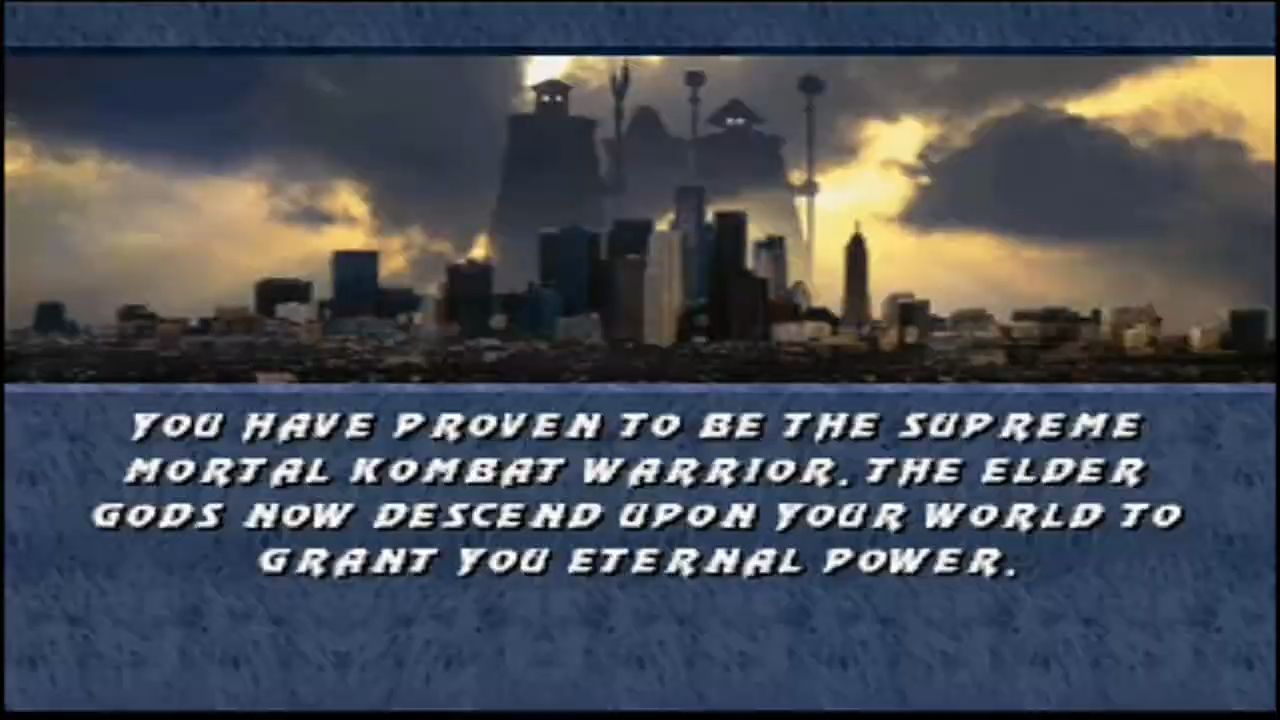 YOU HAVE PROVEN TO BE THE SUPREME
MORTAL KOMBAT WARRIOR. THE ELDER
GODS NOW DESCEND UPON YOUR WORLD TO
GRANT YOU ETERNAL POWER.